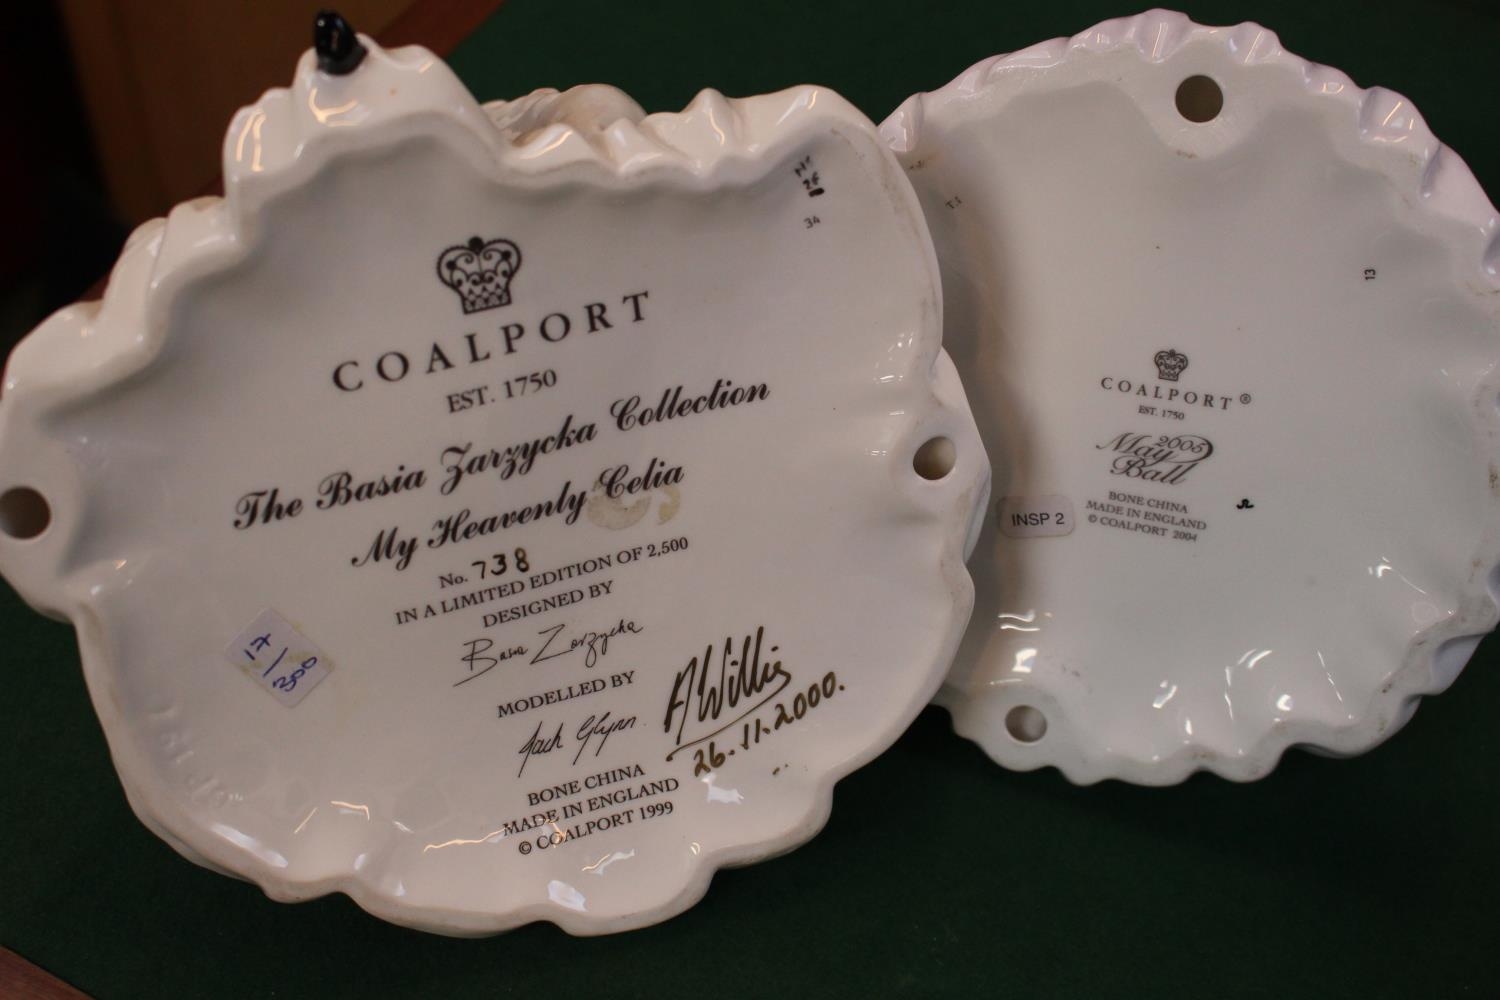 34
COALPORT
EST. 1750
The Basia Zarzycka Collection
My Heavenly Celia
No. 738
IN A LIMITED EDITION OF 2,500
DESIGNED BY
Basia Zarzycka
MODELLED BY
Jack Glynn
AWillis
26.11.2000.
BONE CHINA
MADE IN ENGLAND
© COALPORT 1999
17/300
13
COALPORT®
EST. 1750
2005
May
Ball
BONE CHINA
MADE IN ENGLAND
© COALPORT 2004
INSP 2